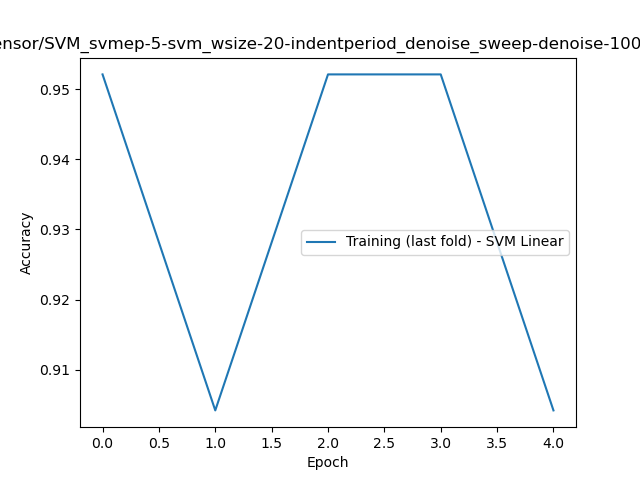 ensor/SVM_svmep-5-svm_wsize-20-indentperiod_denoise_sweep-denoise-100
0.95
0.94
0.93
0.92
0.91
Accuracy
Training (last fold) - SVM Linear
0.0 0.5 1.0 1.5 2.0 2.5 3.0 3.5 4.0
Epoch